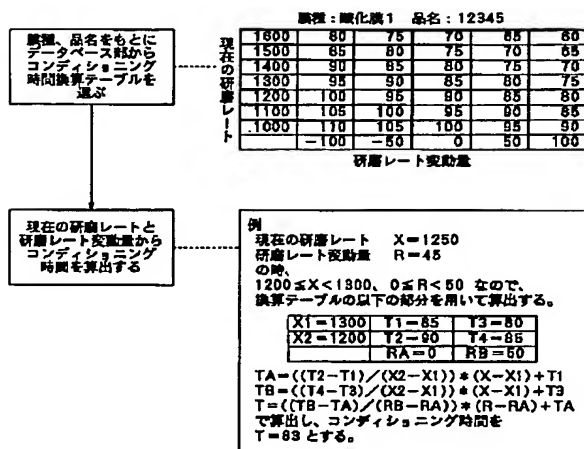 膜種:酸化膜1 品名:12345
膜種、品名をもとに
データベース部から
コンディショニング
時間換算テーブルを
選ぶ
現在の研磨レート
1600 80 75 70 65 60
1500 85 80 75 70 65
1400 90 85 80 75 70
1300 95 90 85 80 75
1200 100 95 90 85 80
1100 105 100 95 90 85
1000 110 105 100 95 90
-100 -50 0 50 100
研磨レート変動量
現在の研磨レートと
研磨レート変動量から
コンディショニング
時間を算出する
例
現在の研磨レート X=1250
研磨レート変動量 R=45
の時、
1200≦X<1300、0≦R<50 なので、
換算テーブルの以下の部分を用いて算出する。
X1=1300 T1=85 T3=80
X2=1200 T2=90 T4=85
RA=0 RB=50
TA=((T2-T1)/(X2-X1))*(X-X1)+T1
TB=((T4-T3)/(X2-X1))*(X-X1)+T3
T=((TB-TA)/(RB-RA))*(R-RA)+TA
で算出し、コンディショニング時間を
T=83とする。